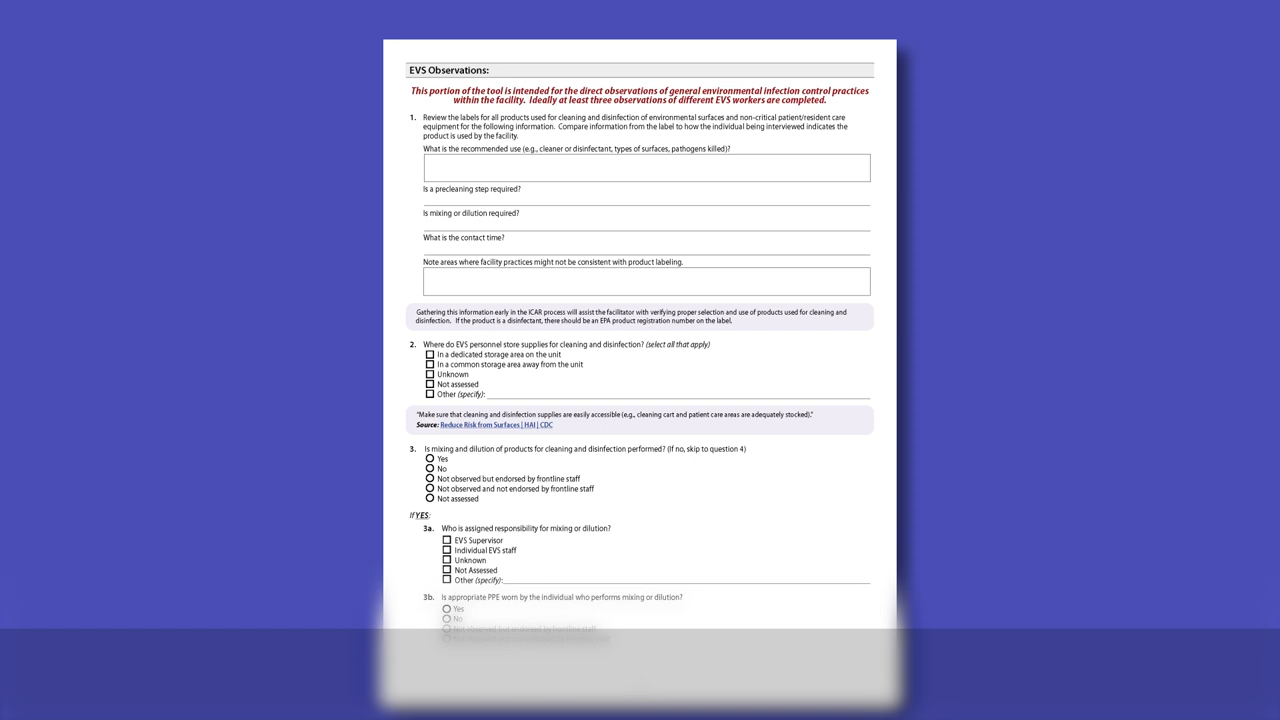 EVS Observations:
This portion of the tool is intended for the direct observations of general environmental infection control practices
within the facility. Ideally at least three observations of different EVS workers are completed.
1. Review the labels for all products used for cleaning and disinfection of environmental surfaces and non-critical patient/resident care
equipment for the following information. Compare information from the label to how the individual being interviewed indicates the
product is used by the facility.
What is the recommended use (e.g., cleaner or disinfectant, types of surfaces, pathogens killed)?
Is a precleaning step required?
Is mixing or dilution required?
What is the contact time?
Note areas where facility practices might not be consistent with product labeling.
Gathering this information early in the ICAR process will assist the facilitator with verifying proper selection and use of products used for cleaning and
disinfection. If the product is a disinfectant, there should be an EPA product registration number on the label.
2. Where do EVS personnel store supplies for cleaning and disinfection? (select all that apply)
In a dedicated storage area on the unit
In a common storage area away from the unit
Unknown
Not assessed
Other (specify):
"Make sure that cleaning and disinfection supplies are easily accessible (e.g., cleaning cart and patient care areas are adequately stocked)."
Source: Reduce Risk from Surfaces | HAI | CDC
3. Is mixing and dilution of products for cleaning and disinfection performed? (If no, skip to question 4)
Yes
No
Not observed but endorsed by frontline staff
Not observed and not endorsed by frontline staff
Not assessed
If YES:
3a. Who is assigned responsibility for mixing or dilution?
EVS Supervisor
Individual EVS staff
Unknown
Not Assessed
Other (specify):
3b. Is appropriate PPE worn by the individual who performs mixing or dilution?
Yes
No
Not observed but endorsed by frontline staff